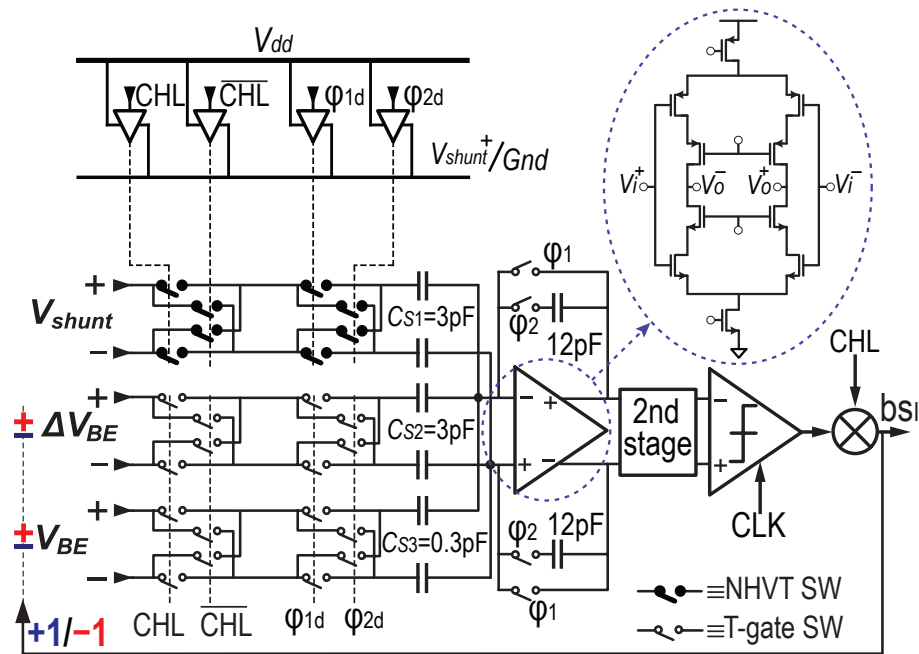 Vdd
CHL
CHL
φ1d
φ2d
Vshunt+/Gnd
Vi+
Vo−
Vo+
Vi−
+
Vshunt
−
CS1=3pF
φ1
φ2
12pF
+
ΔVBE
−
CS2=3pF
− +
+ −
2nd
stage
−
+
CLK
CHL
bsI
+
VBE
−
CS3=0.3pF
φ2
12pF
φ1
CHL
CHL
φ1d
φ2d
+1/−1
≡NHVT SW
≡T-gate SW